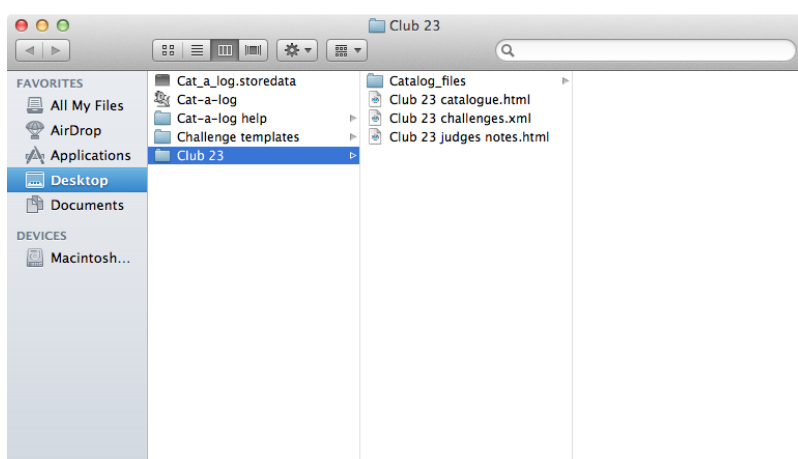 Club 23
FAVORITES
All My Files
AirDrop
Applications
Desktop
Documents
DEVICES
Macintosh...
Cat_a_log.storedata
Cat-a-log
Cat-a-log help
Challenge templates
Club 23
Catalog_files
Club 23 catalogue.html
Club 23 challenges.xml
Club 23 judges notes.html